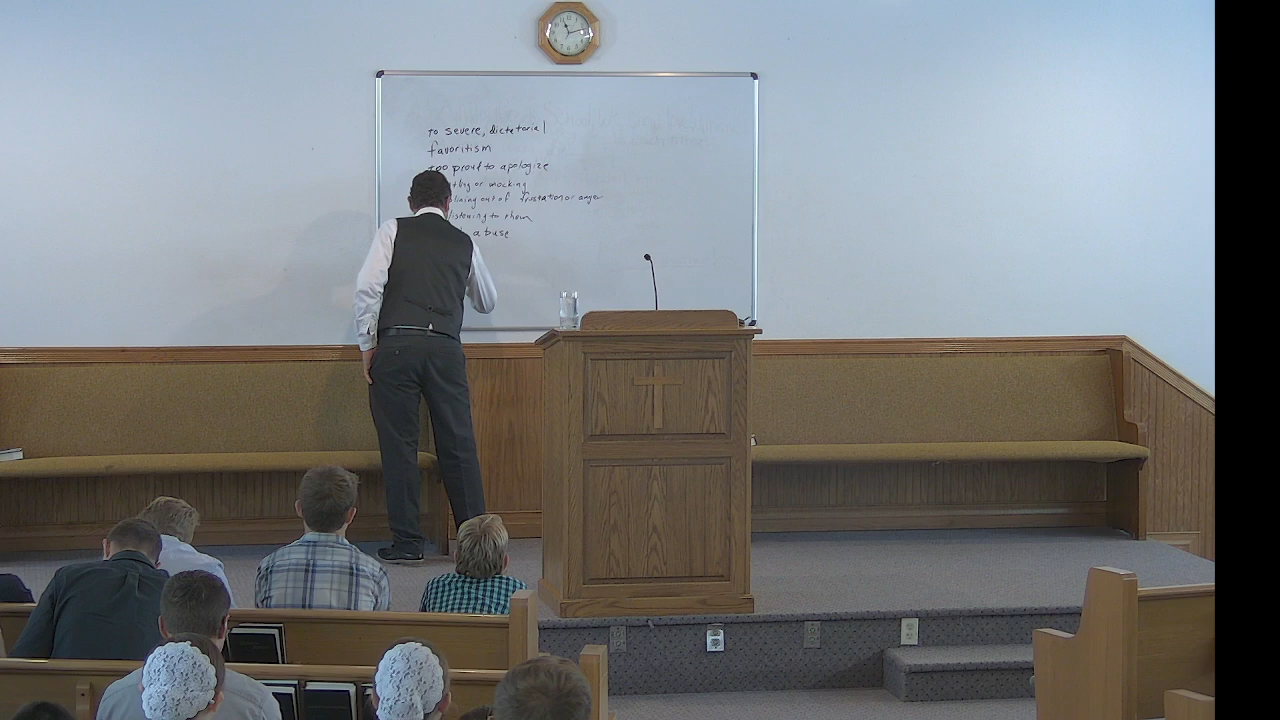 to severe, dictatorial
favoritism
too proud to apologize
or mocking
out of frustration or anger
listening to them
abuse